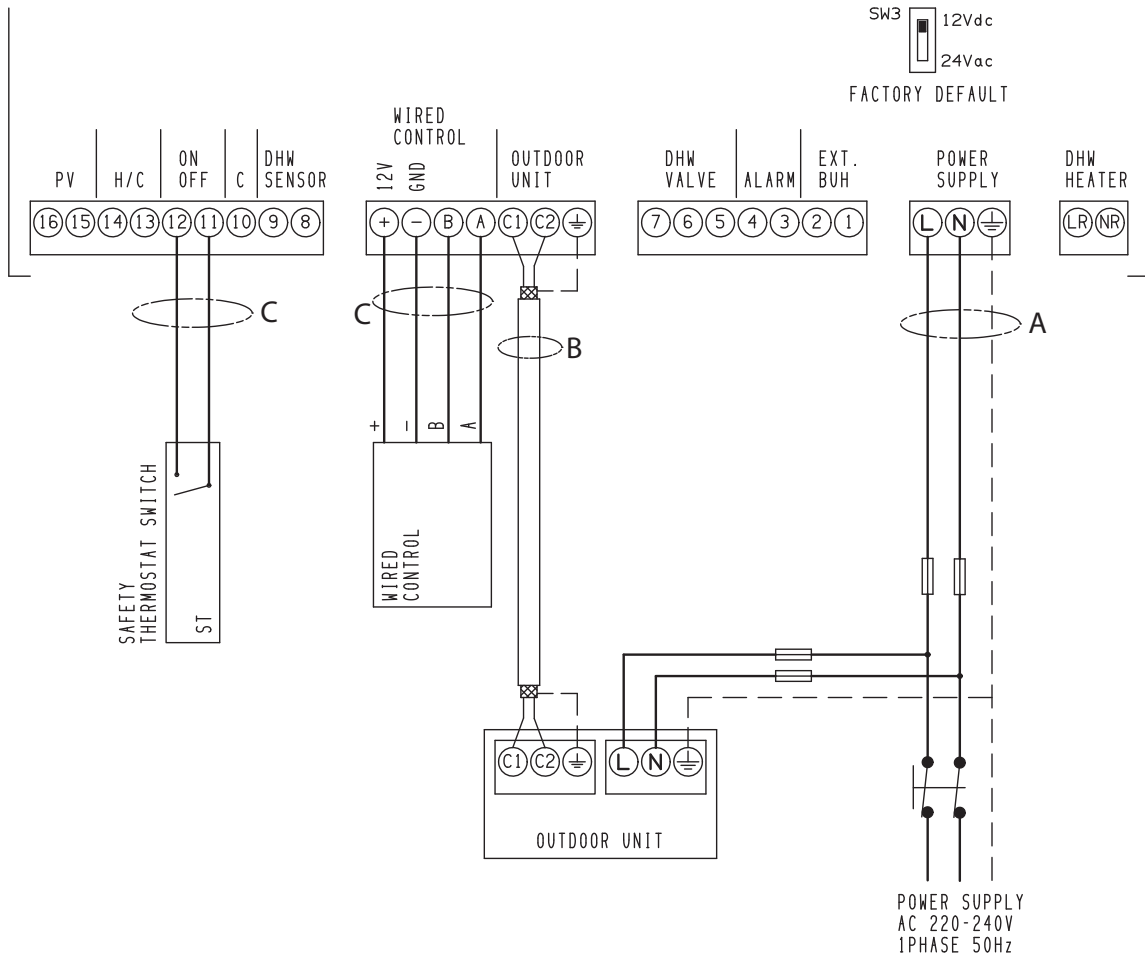 SW3
12Vdc
24Vac
FACTORY DEFAULT
WIRED
CONTROL
PV
H/C
ON
OFF
C
DHW
SENSOR
12V
GND
OUTDOOR
UNIT
DHW
VALVE
ALARM
EXT.
BUH
POWER
SUPPLY
DHW
HEATER
16 15 14 13 12 11 10 9 8
+ - B A C1 C2
7 6 5 4 3 2 1
L N
LR NR
C
C
B
A
+ - B A
SAFETY
THERMOSTAT SWITCH
ST
WIRED
CONTROL
C1 C2
L N
OUTDOOR UNIT
POWER SUPPLY
AC 220-240V
1PHASE 50Hz